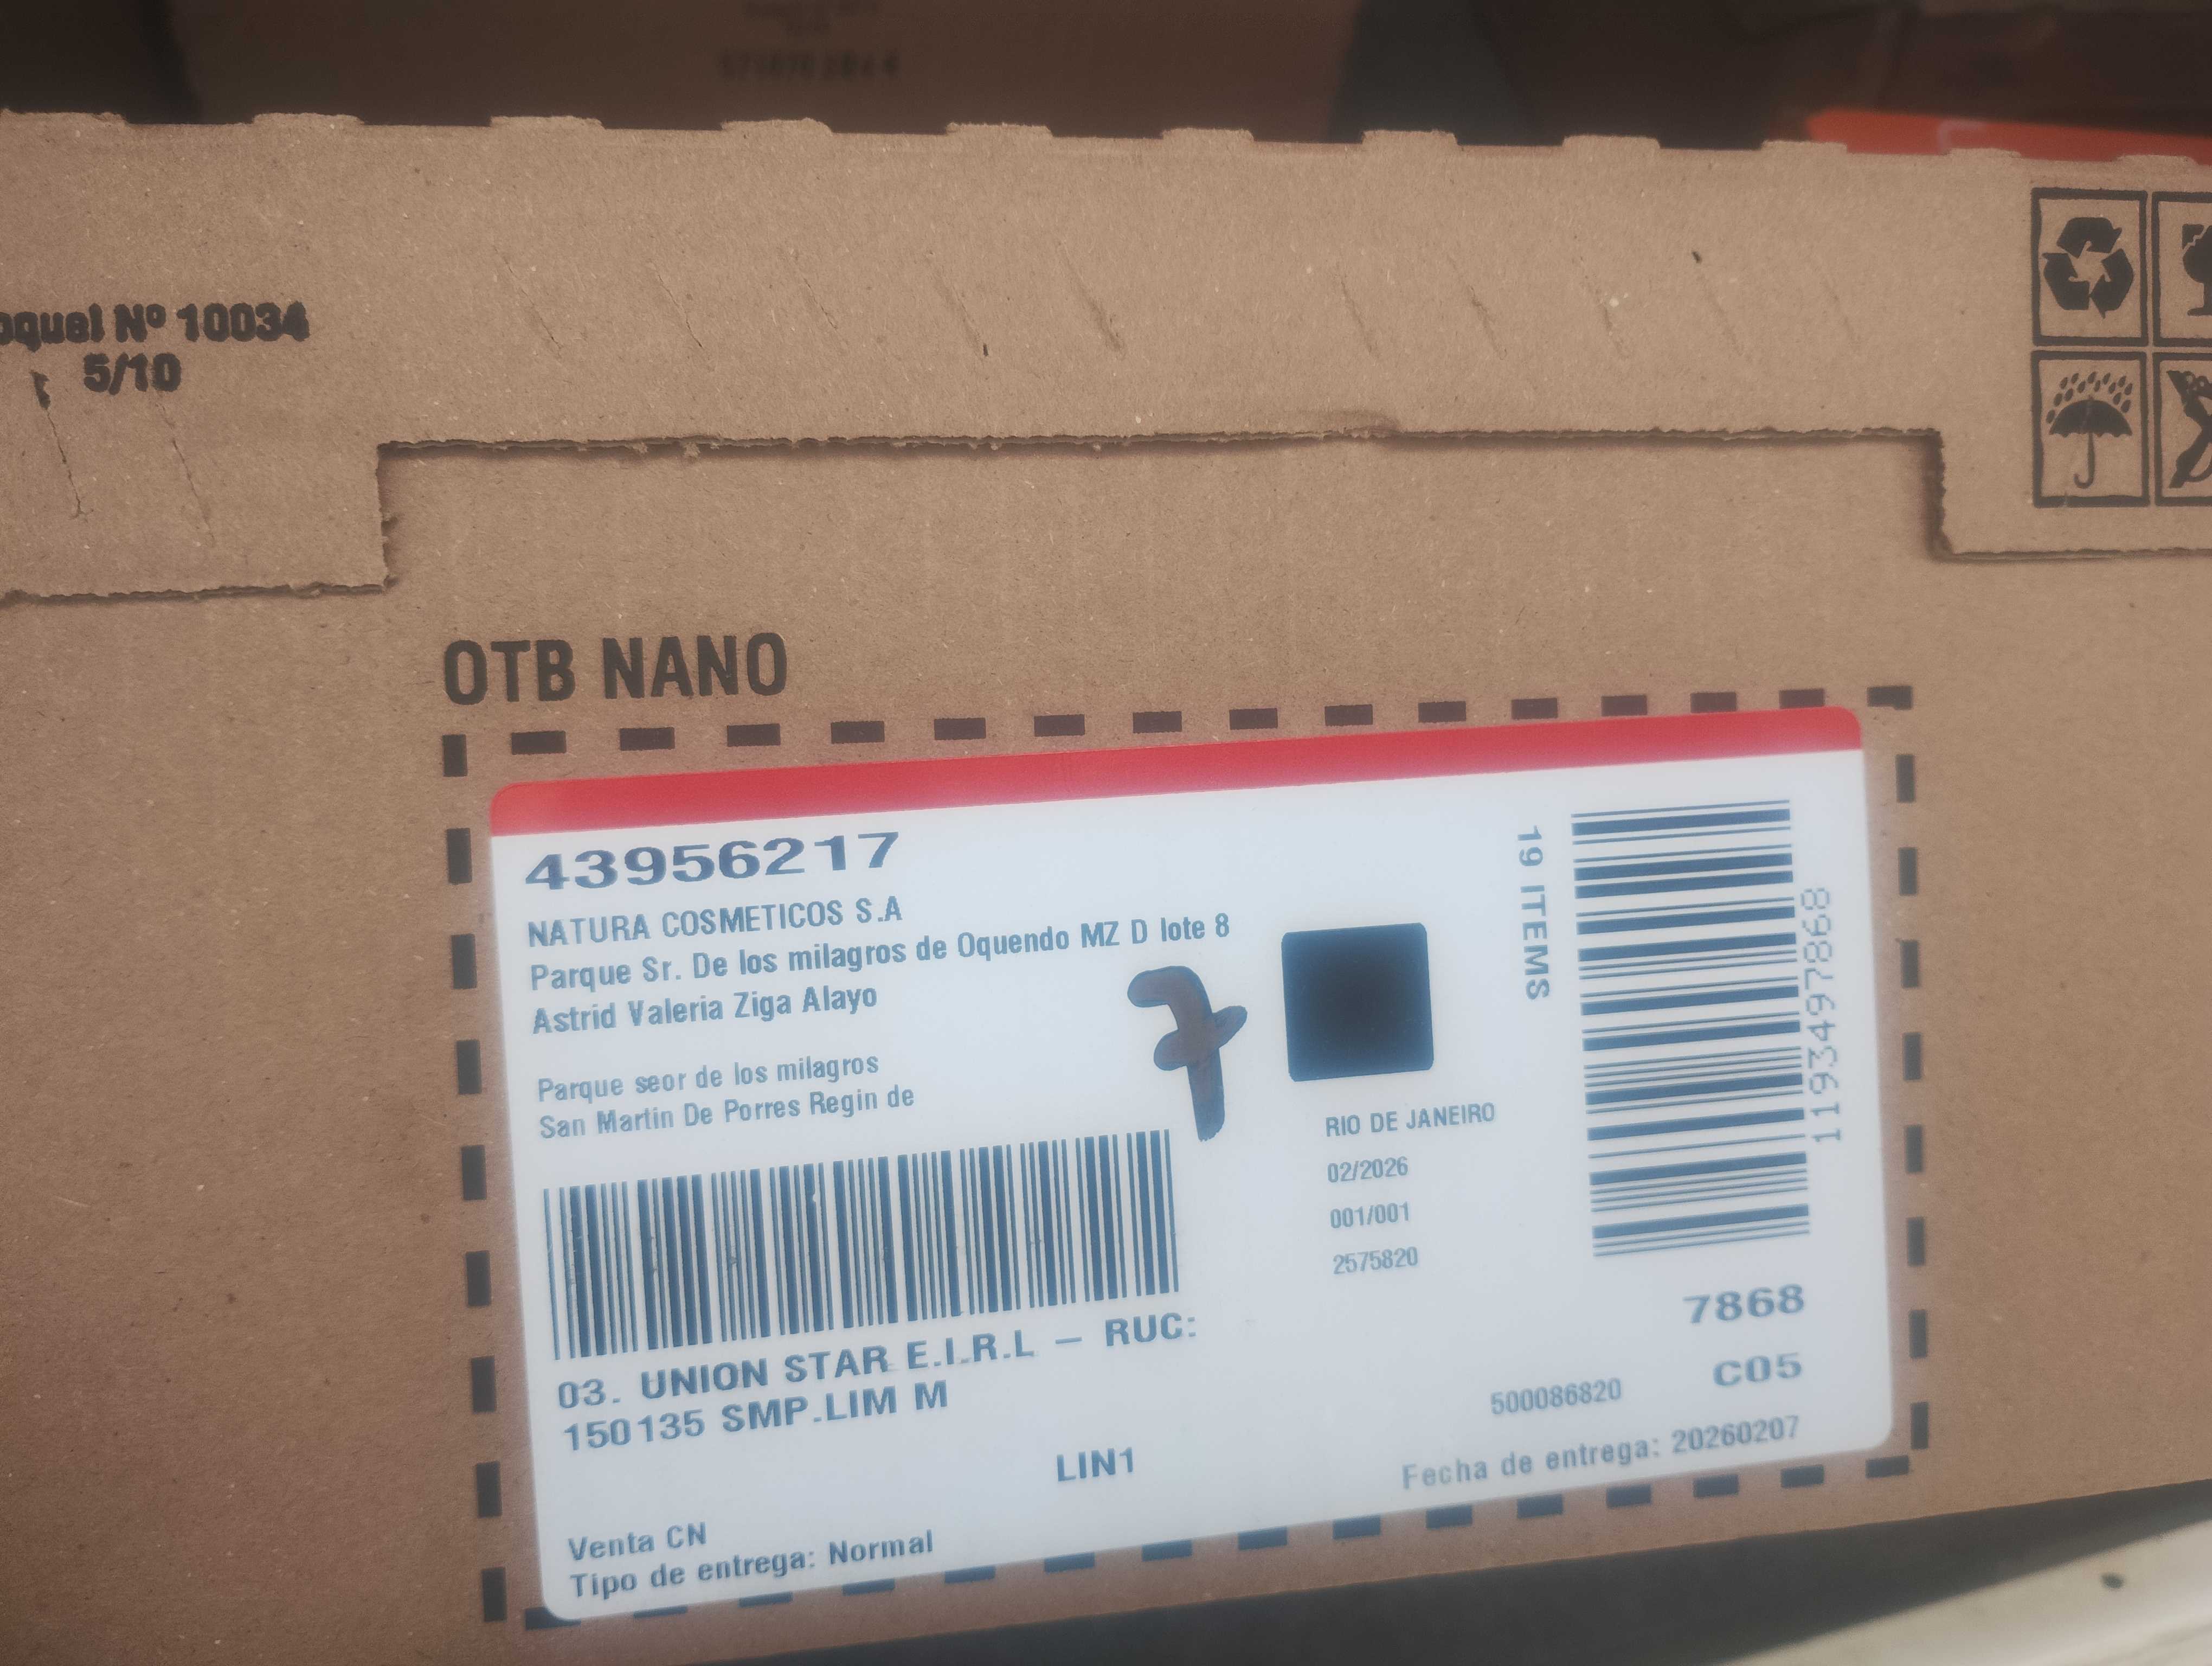 Nº 10034
5/10
OTB NANO
43956217
NATURA COSMETICOS S.A
Parque Sr. De los milagros de Oquendo MZ D lote 8
Astrid Valeria Ziga Alayo
Parque seor de los milagros
San Martin De Porres Regin de
7
19 ITEMS
1193497868
RIO DE JANEIRO
02/2026
001/001
2575820
03. UNION STAR E.I.R.L – RUC:
150135 SMP.LIM M
LIN1
7868
C05
500086820
Fecha de entrega: 20260207
Venta CN
Tipo de entrega: Normal